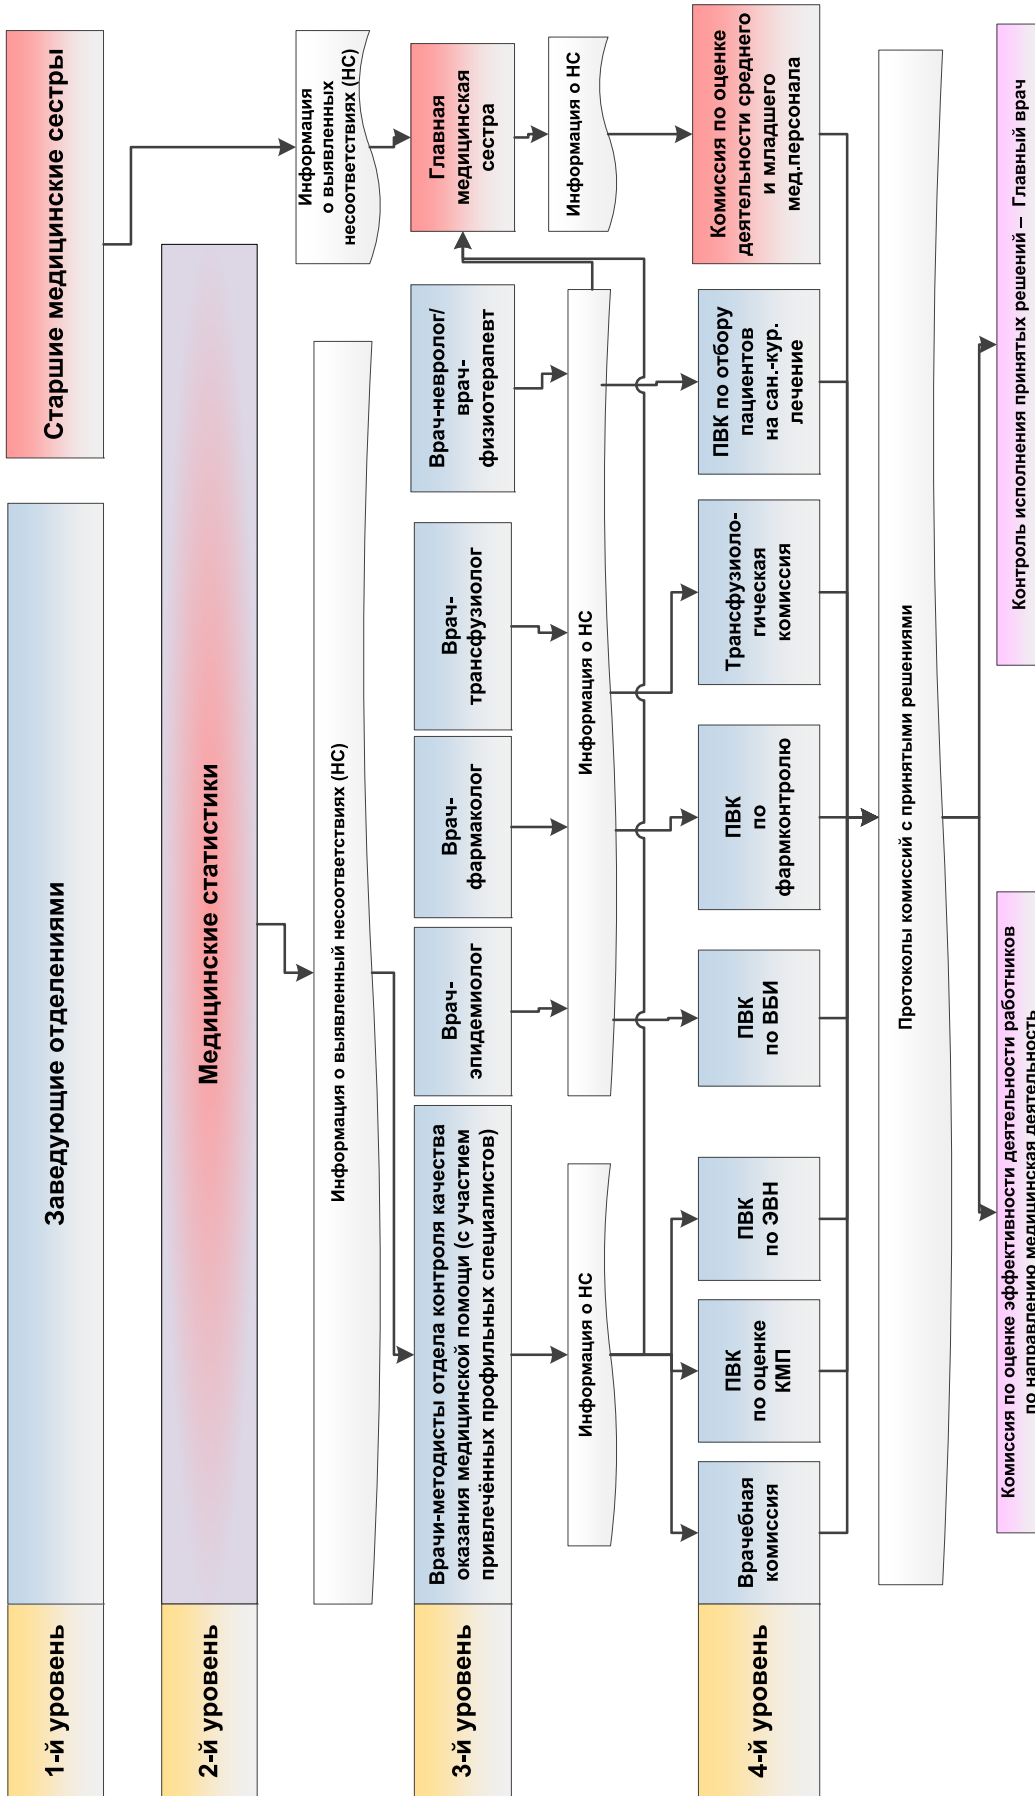 1-й уровень
Заведующие отделениями
Старшие медицинские сестры
2-й уровень
Медицинские статистики
Информация
о выявленных
несоответствиях (НС)
Информация о выявленный несоответствиях (НС)
3-й уровень
Врачи-методисты отдела контроля качества
оказания медицинской помощи (с участием
привлечённых профильных специалистов)
Врач-
эпидемиолог
Врач-
фармаколог
Врач-
трансфузиолог
Врач-невролог/
врач-
физиотерапевт
Главная
медицинская
сестра
Информация о НС
Информация о НС
Информация о НС
4-й уровень
Врачебная
комиссия
ПВК
по оценке
КМП
ПВК
по ЭВН
ПВК
по ВБИ
ПВК
по
фармконтролю
Трансфузиоло-
гическая
комиссия
ПВК по отбору
пациентов
на сан.-кур.
лечение
Комиссия по оценке
деятельности среднего
и младшего
мед.персонала
Протоколы комиссий с принятыми решениями
Комиссия по оценке эффективности деятельности работников
по направлению медицинская деятельность
Контроль исполнения принятых решений – Главный врач